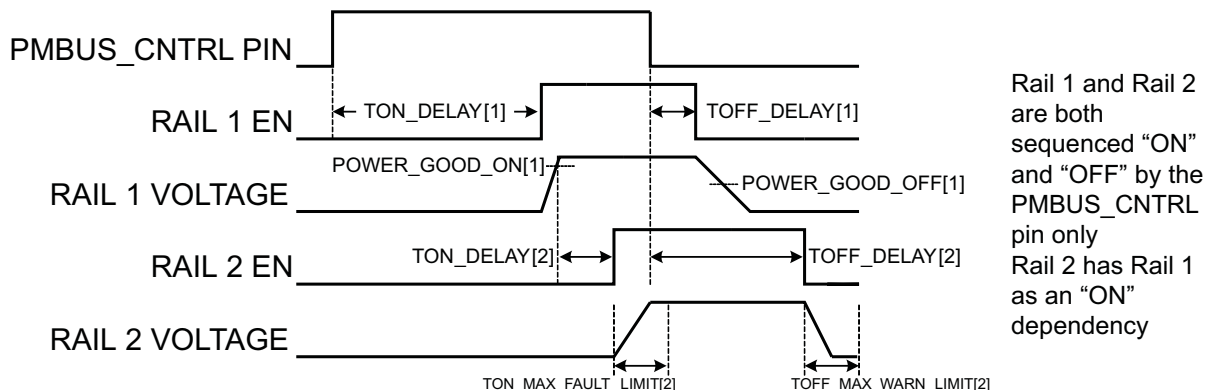 PMBUS_CNTRL PIN
TON_DELAY[1]
TOFF_DELAY[1]
RAIL 1 EN
POWER_GOOD_ON[1]
POWER_GOOD_OFF[1]
RAIL 1 VOLTAGE
TON_DELAY[2]
TOFF_DELAY[2]
RAIL 2 EN
RAIL 2 VOLTAGE
TON_MAX_FAULT_LIMIT[2]
TOFF_MAX_WARN_LIMIT[2]
Rail 1 and Rail 2
are both
sequenced “ON”
and “OFF” by the
PMBUS_CNTRL
pin only
Rail 2 has Rail 1
as an “ON”
dependency